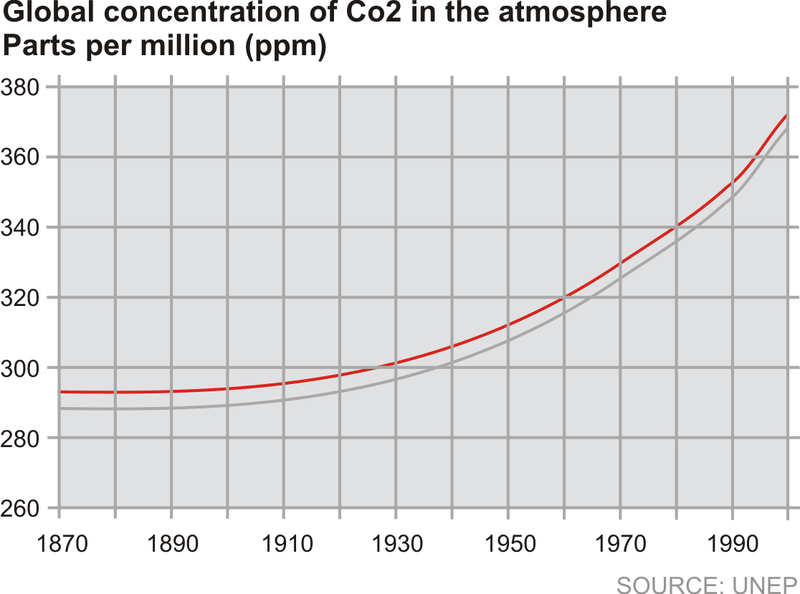 Global concentration of Co2 in the atmosphere
Parts per million (ppm)
380
360
340
320
300
280
260
1870 1890 1910 1930 1950 1970 1990
SOURCE: UNEP